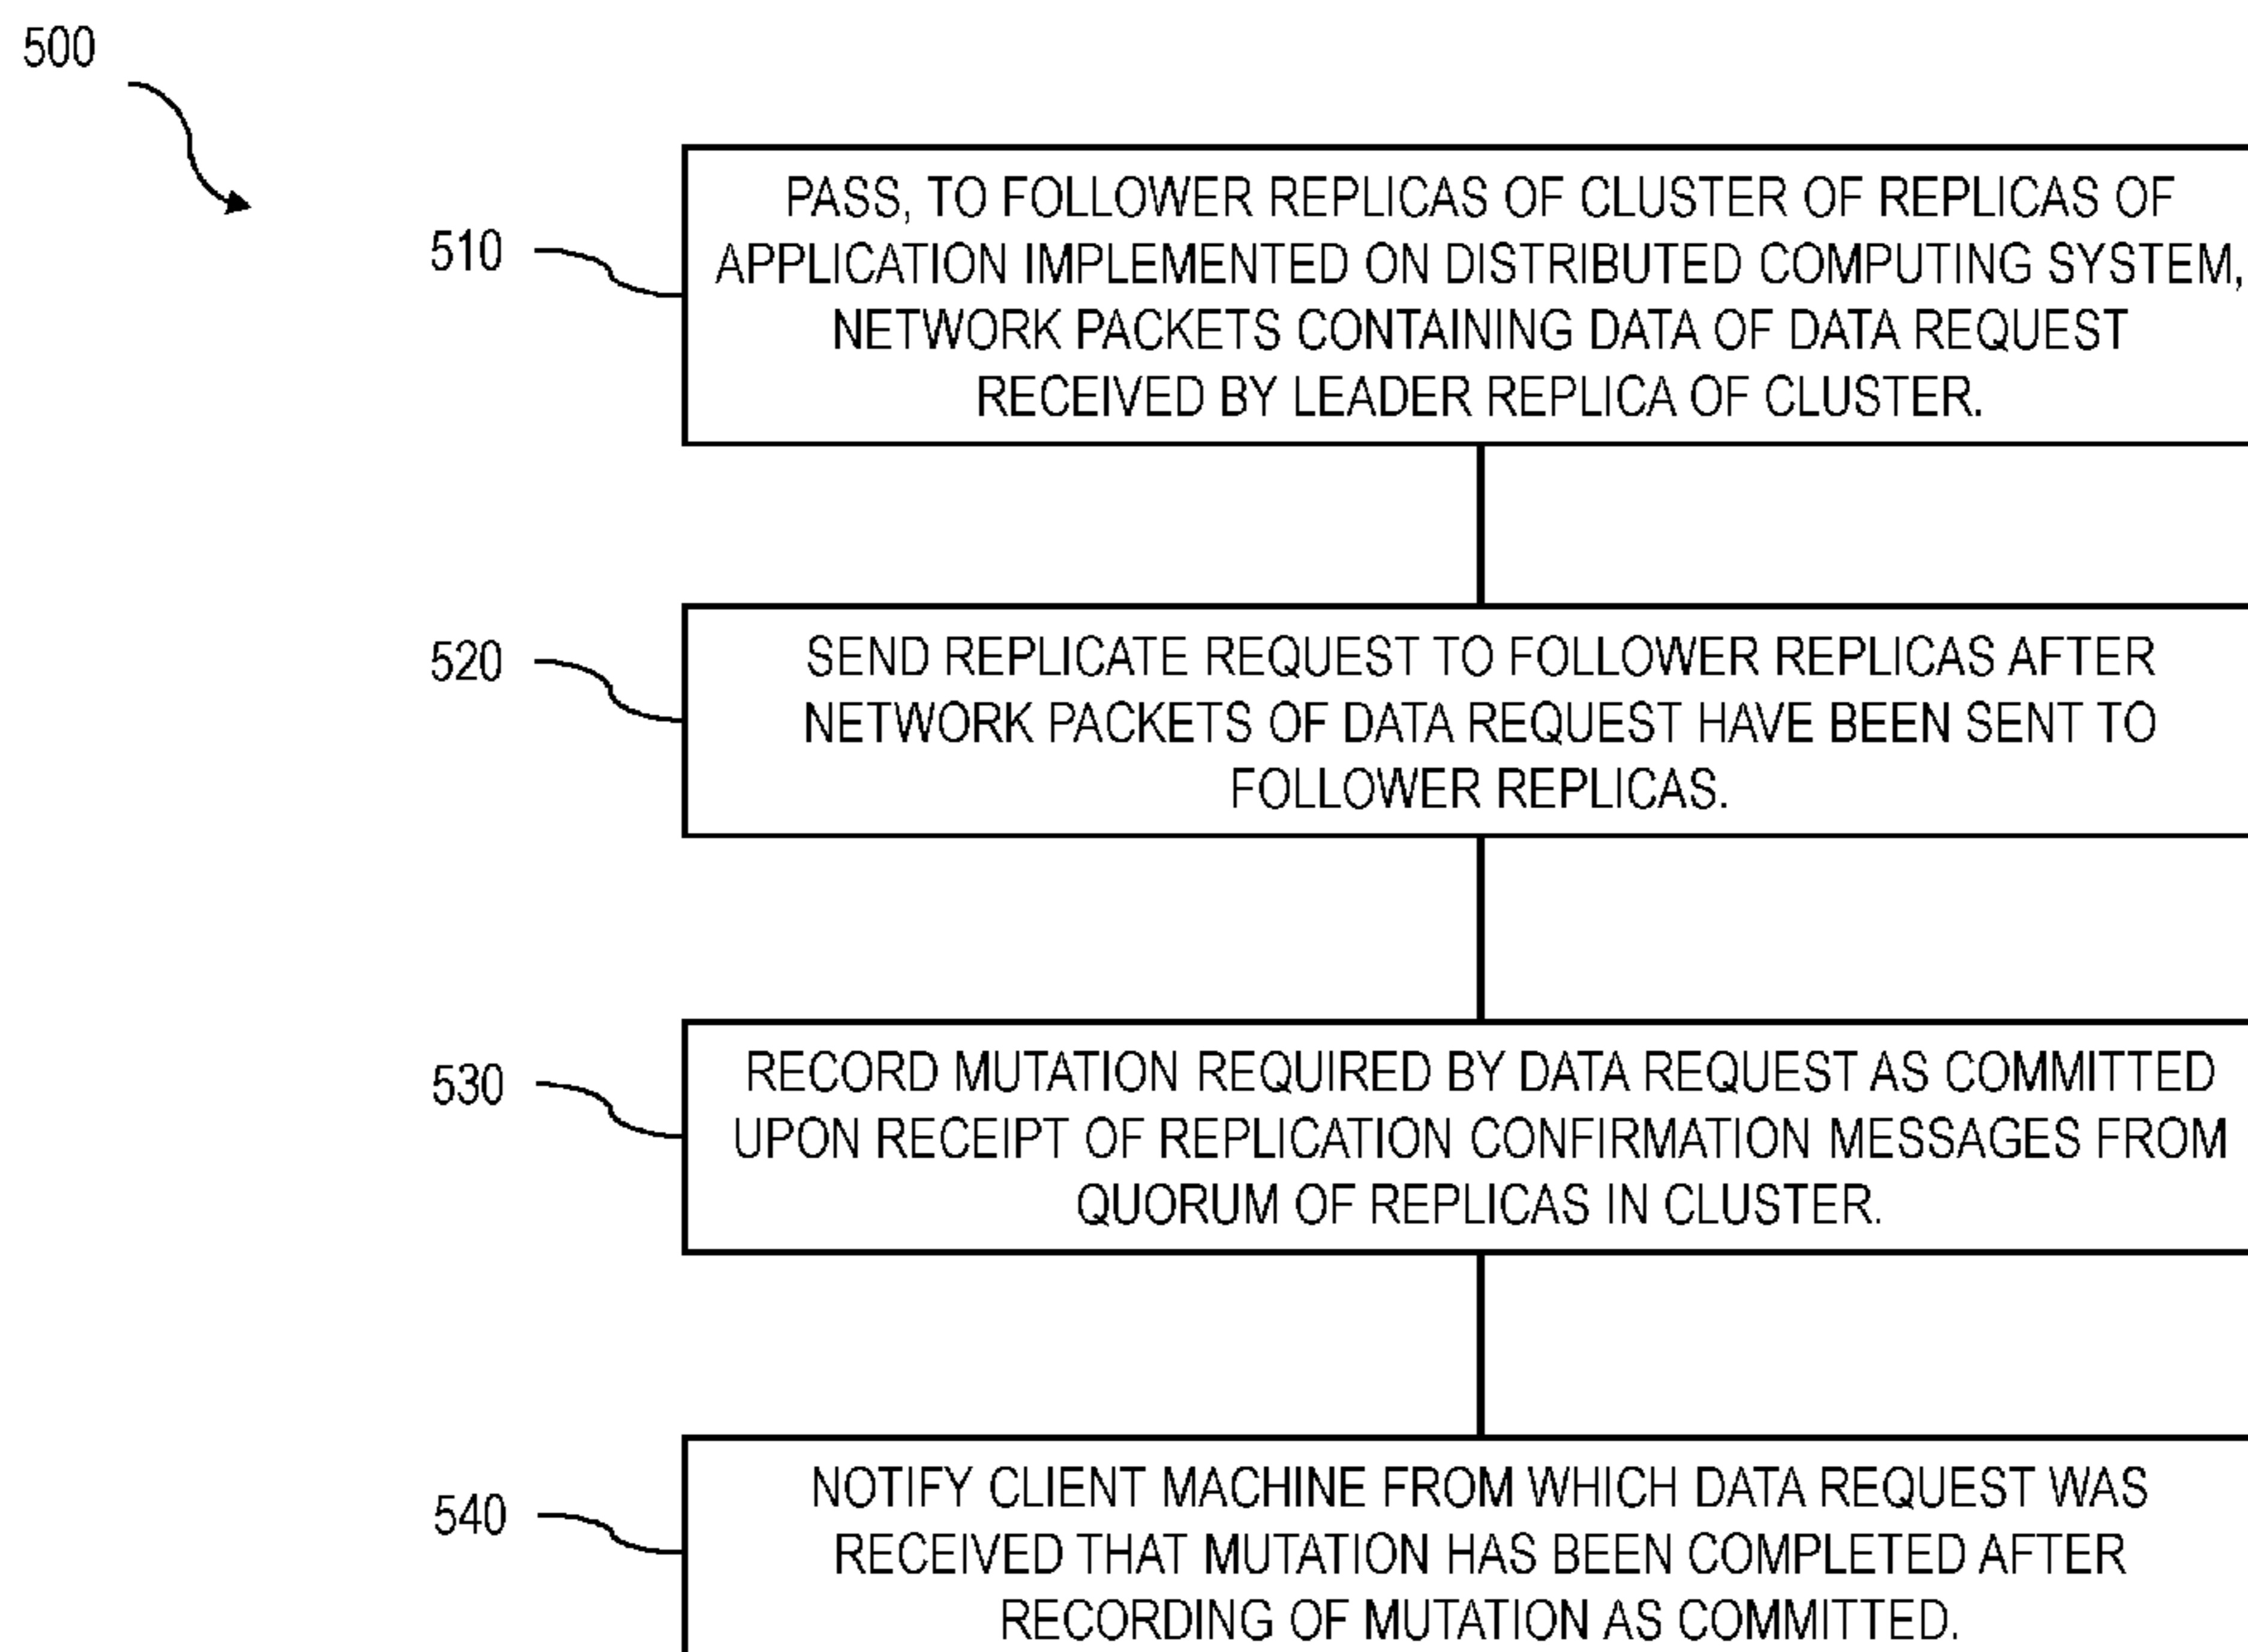 500
510
PASS, TO FOLLOWER REPLICAS OF CLUSTER OF REPLICAS OF
APPLICATION IMPLEMENTED ON DISTRIBUTED COMPUTING SYSTEM,
NETWORK PACKETS CONTAINING DATA OF DATA REQUEST
RECEIVED BY LEADER REPLICA OF CLUSTER.
520
SEND REPLICATE REQUEST TO FOLLOWER REPLICAS AFTER
NETWORK PACKETS OF DATA REQUEST HAVE BEEN SENT TO
FOLLOWER REPLICAS.
530
RECORD MUTATION REQUIRED BY DATA REQUEST AS COMMITTED
UPON RECEIPT OF REPLICATION CONFIRMATION MESSAGES FROM
QUORUM OF REPLICAS IN CLUSTER.
540
NOTIFY CLIENT MACHINE FROM WHICH DATA REQUEST WAS
RECEIVED THAT MUTATION HAS BEEN COMPLETED AFTER
RECORDING OF MUTATION AS COMMITTED.